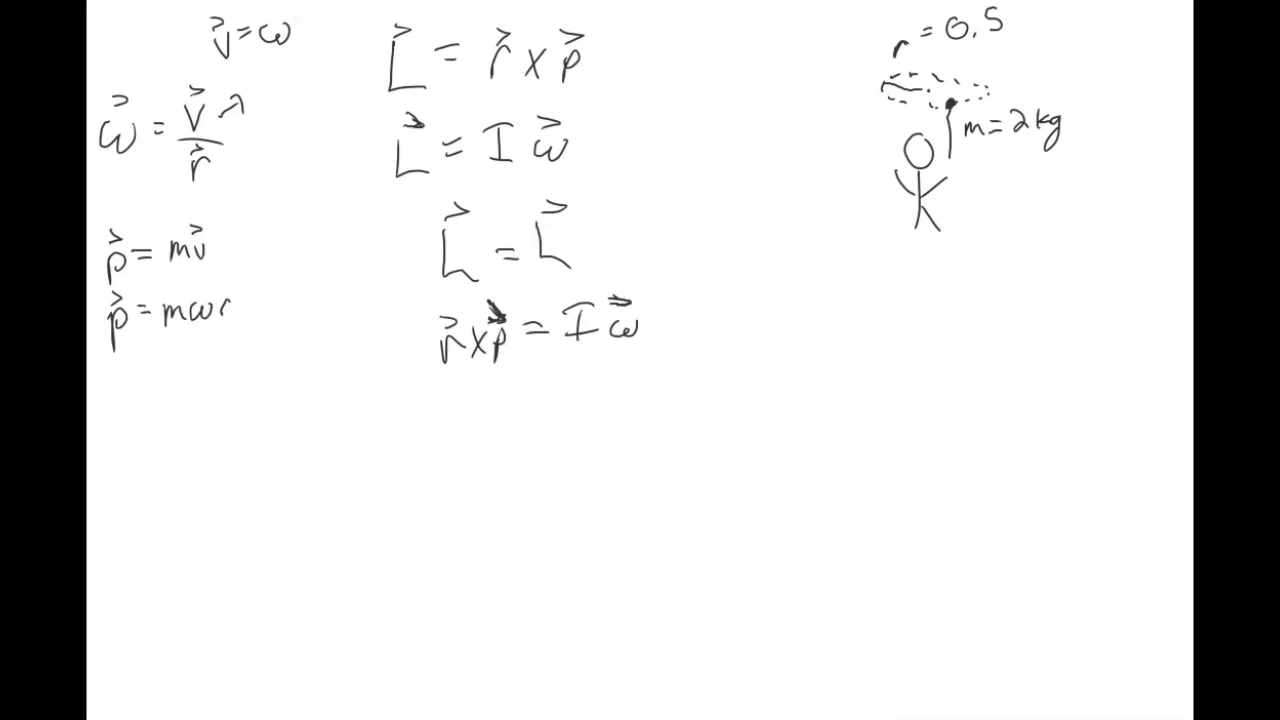 v⃗ = ω
ω⃗ = v⃗ / r⃗
p⃗ = mv⃗
p⃗ = mωr
L⃗ = r⃗ x p⃗
L⃗ = I ω⃗
L⃗ = L⃗
r⃗ x p⃗ = I ω⃗
r = 0.5
m = 2kg